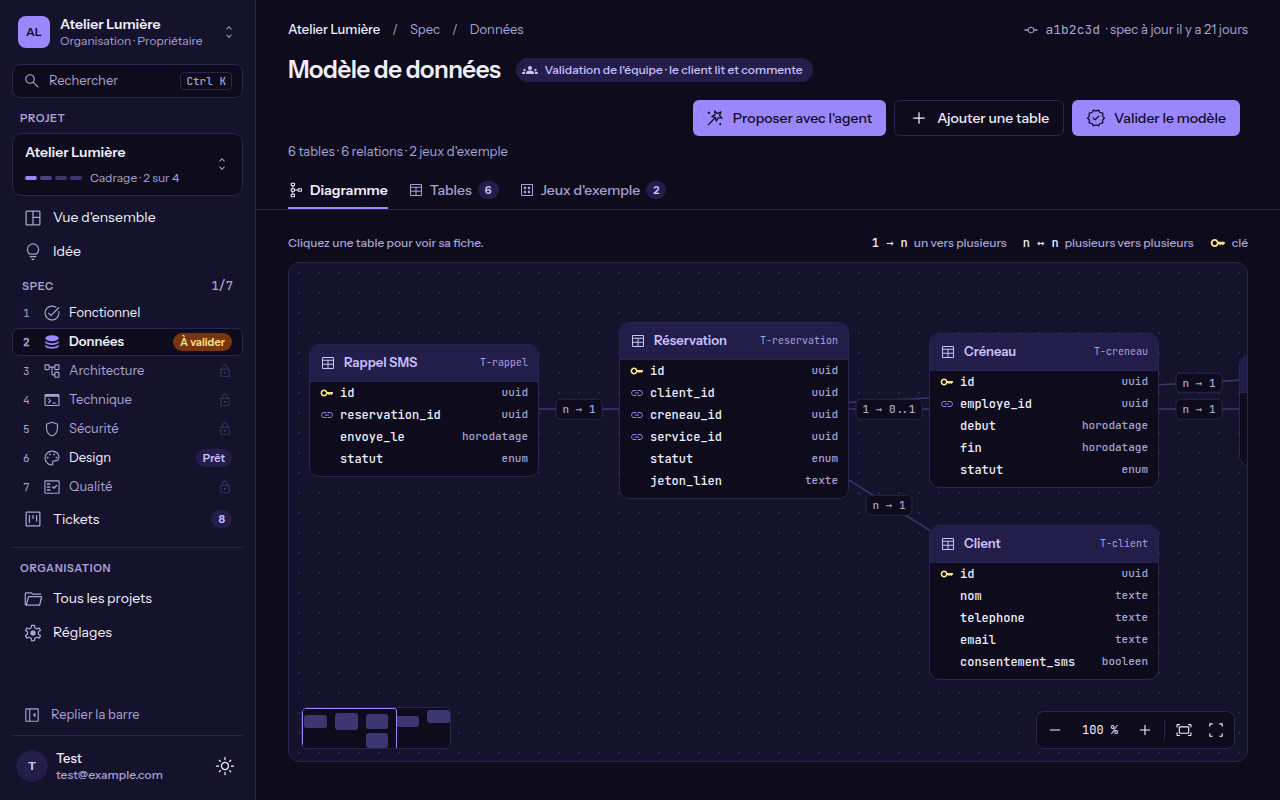 AL
Atelier Lumière
Organisation · Propriétaire
Rechercher
Ctrl K
PROJET
Atelier Lumière
Cadrage · 2 sur 4
Vue d'ensemble
Idée
SPEC 1/7
1 Fonctionnel
2 Données À valider
3 Architecture
4 Technique
5 Sécurité
6 Design Prêt
7 Qualité
Tickets 8
ORGANISATION
Tous les projets
Réglages
Replier la barre
T
Test
test@example.com
Atelier Lumière / Spec / Données
a1b2c3d · spec à jour il y a 21 jours
Modèle de données
Validation de l'équipe · le client lit et commente
Proposer avec l'agent
Ajouter une table
Valider le modèle
6 tables · 6 relations · 2 jeux d'exemple
Diagramme
Tables 6
Jeux d'exemple 2
Cliquez une table pour voir sa fiche.
1 → n un vers plusieurs
n ↔ n plusieurs vers plusieurs
clé
Rappel SMS T-rappel
id uuid
reservation_id uuid
envoye_le horodatage
statut enum
n → 1
Réservation T-reservation
id uuid
client_id uuid
creneau_id uuid
service_id uuid
statut enum
jeton_lien texte
1 → 0..1
n → 1
Créneau T-creneau
id uuid
employe_id uuid
debut horodatage
fin horodatage
statut enum
n → 1
n → 1
Client T-client
id uuid
nom texte
telephone texte
email texte
consentement_sms booleen
100 %